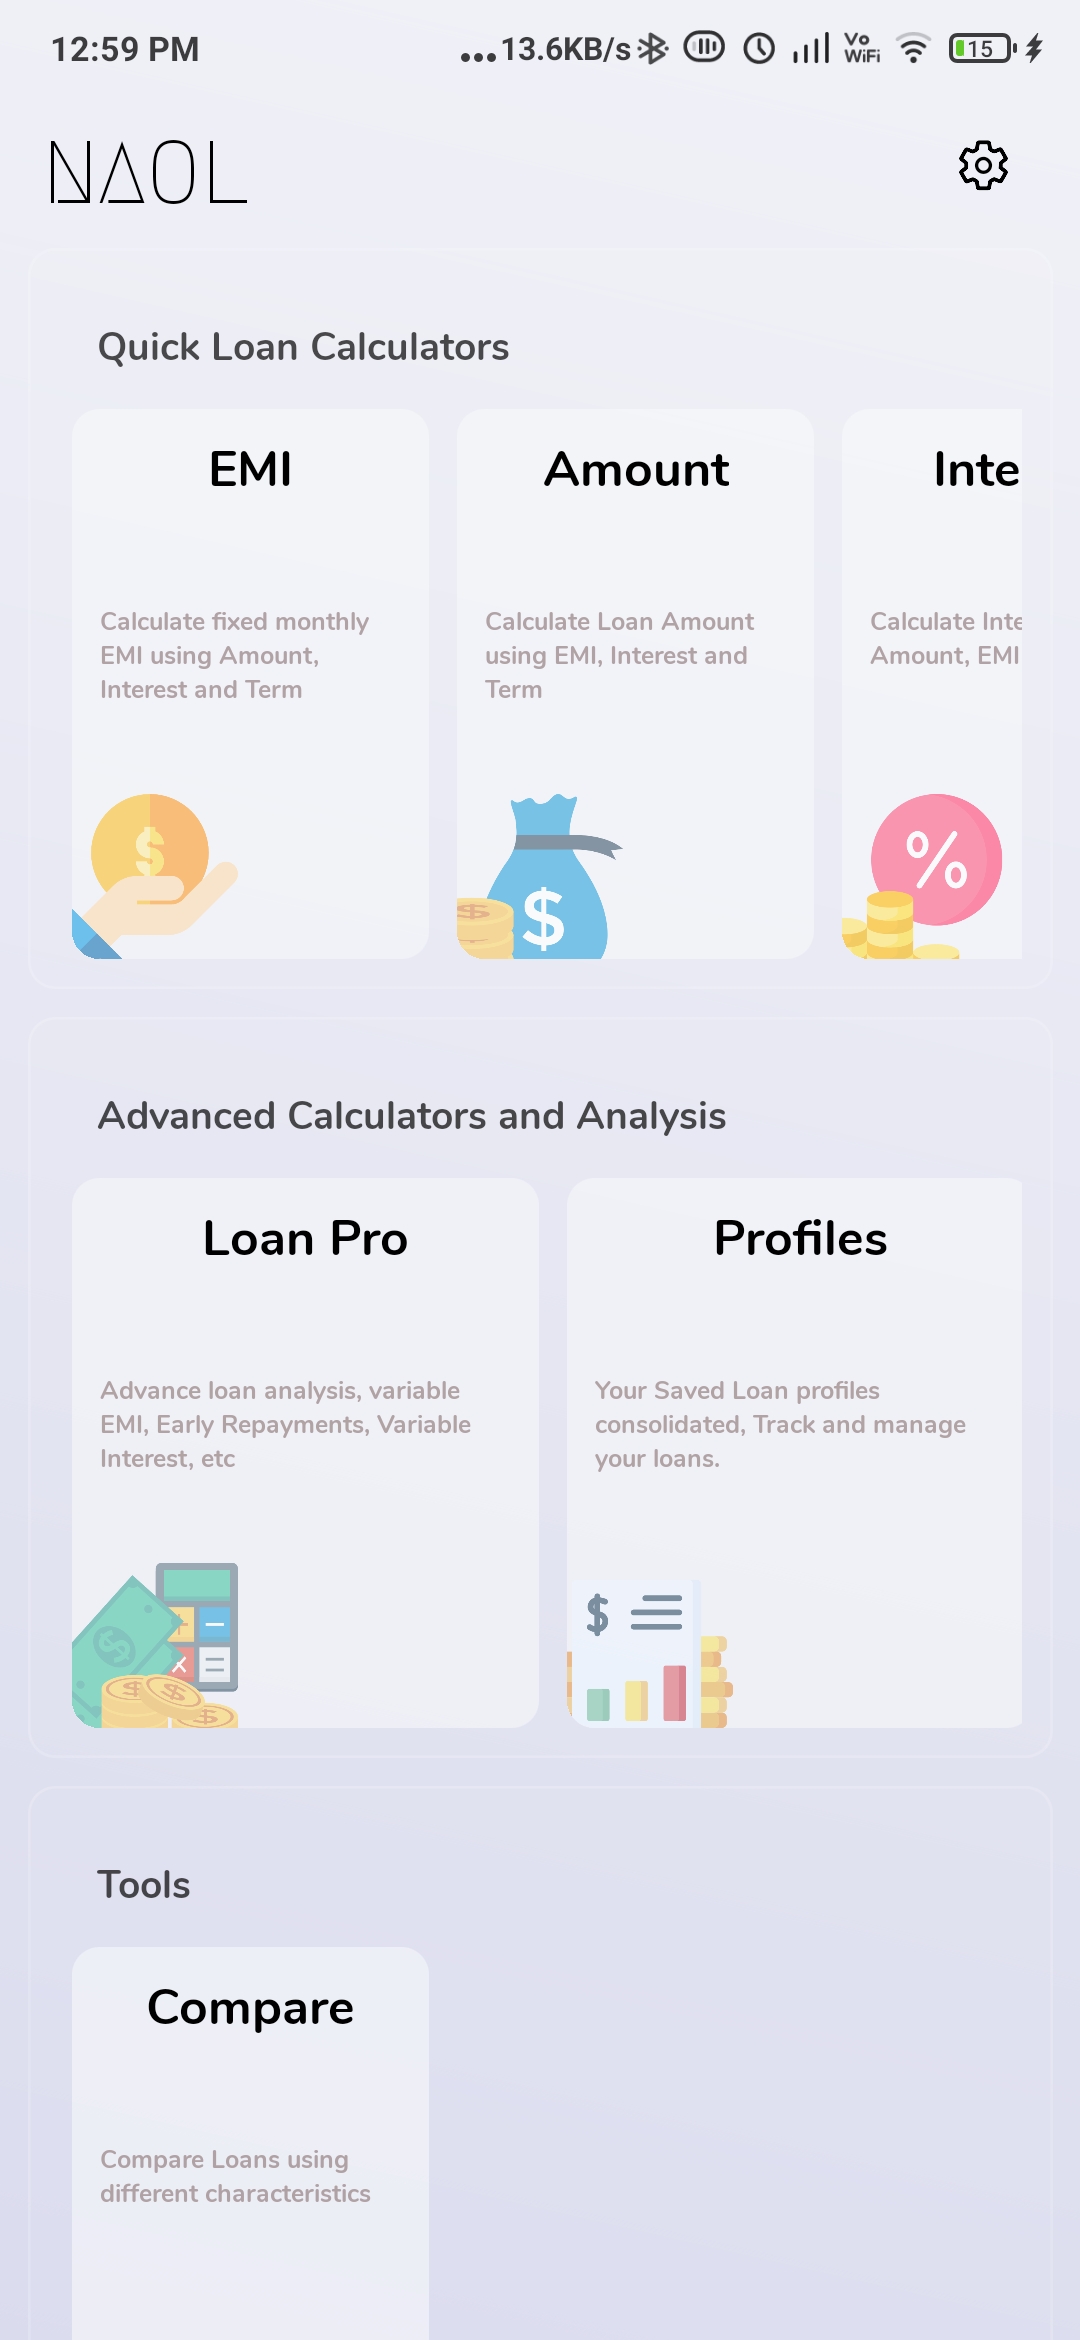 12:59 PM
...13.6KB/s
Vo
WiFi
15
NAOL
Quick Loan Calculators
EMI
Calculate fixed monthly
EMI using Amount,
Interest and Term
Amount
Calculate Loan Amount
using EMI, Interest and
Term
Inte
Calculate Inte
Amount, EMI
Advanced Calculators and Analysis
Loan Pro
Advance loan analysis, variable
EMI, Early Repayments, Variable
Interest, etc
Profiles
Your Saved Loan profiles
consolidated, Track and manage
your loans.
Tools
Compare
Compare Loans using
different characteristics